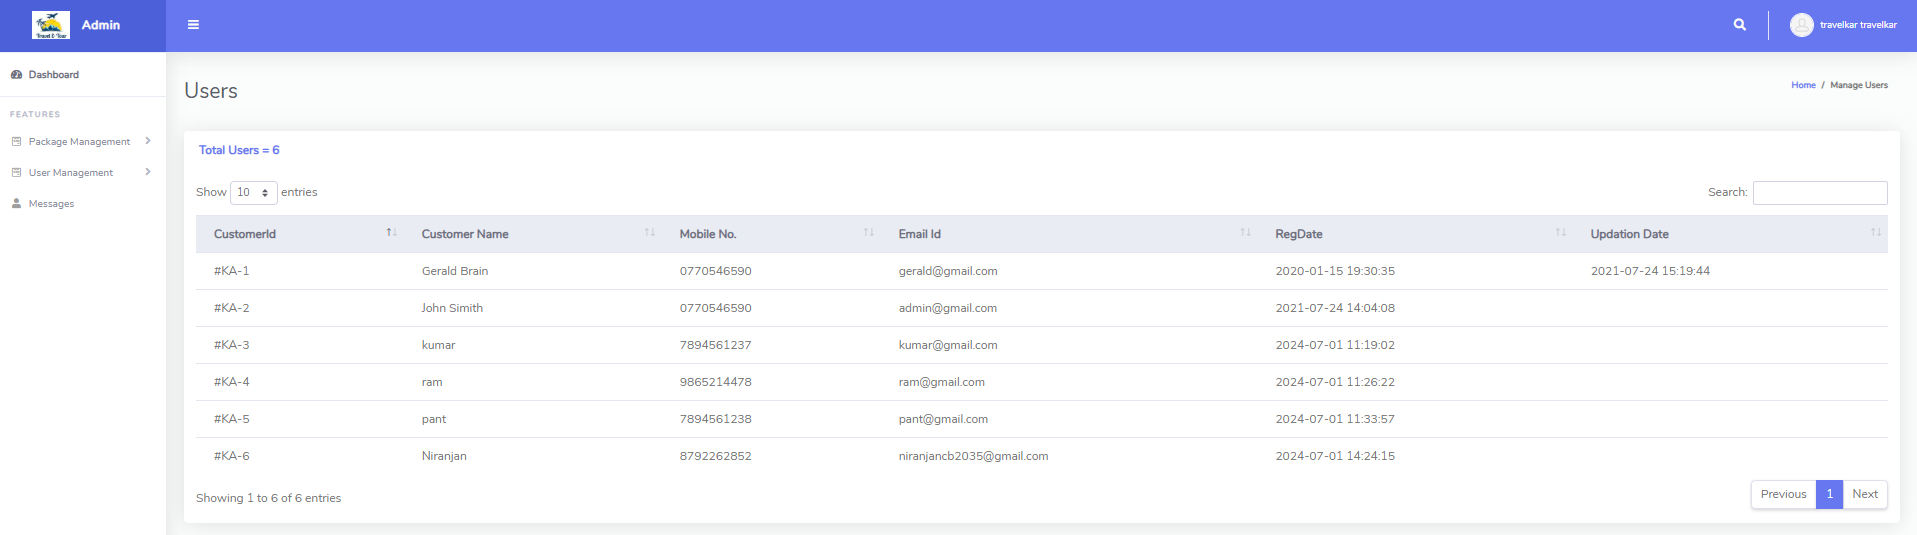 Travel & Tour
Admin
travelkar travelkar
Dashboard
Users
Home / Manage Users
FEATURES
Package Management
User Management
Messages
Total Users = 6
Show 10 entries
Search:
CustomerId Customer Name Mobile No. Email Id RegDate Updation Date
#KA-1 Gerald Brain 0770546590 gerald@gmail.com 2020-01-15 19:30:35 2021-07-24 15:19:44
#KA-2 John Simith 0770546590 admin@gmail.com 2021-07-24 14:04:08
#KA-3 kumar 7894561237 kumar@gmail.com 2024-07-01 11:19:02
#KA-4 ram 9865214478 ram@gmail.com 2024-07-01 11:26:22
#KA-5 pant 7894561238 pant@gmail.com 2024-07-01 11:33:57
#KA-6 Niranjan 8792262852 niranjancb2035@gmail.com 2024-07-01 14:24:15
Showing 1 to 6 of 6 entries
Previous 1 Next